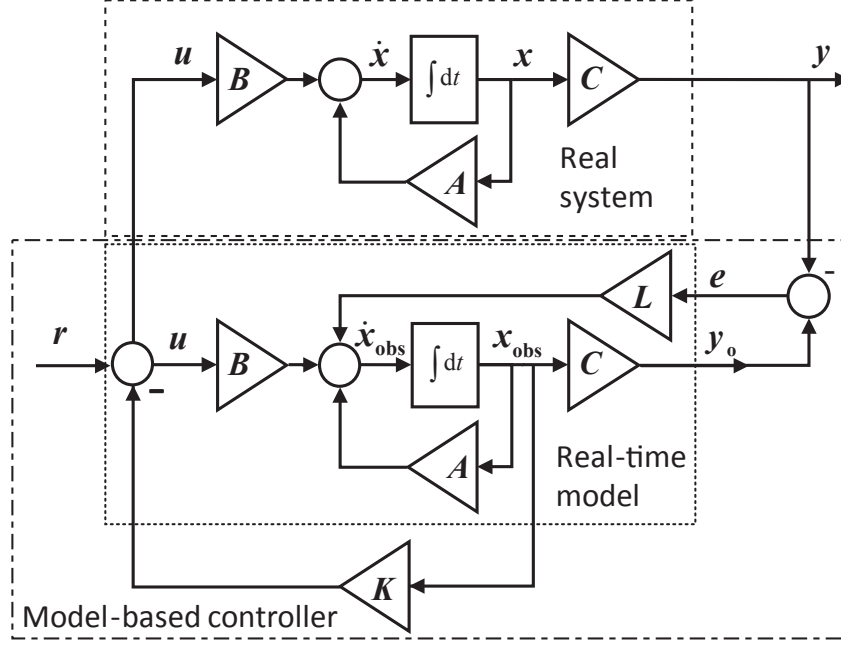 u B ẋ ∫dt x C y
A
Real
system
-
L e
r u B ẋobs ∫dt xobs C yo
-
A
Real-time
model
K
Model-based controller